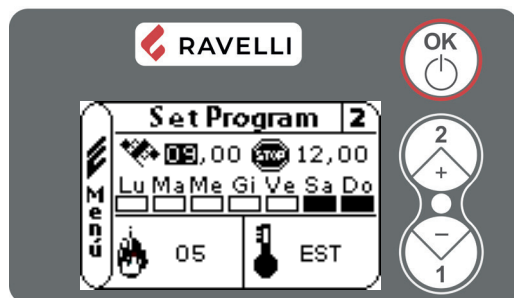 RAVELLI
OK
Set Program 2
09,00 STOP 12,00
Lu Ma Me Gi Ve Sa Do
Menú
05 EST
2
+
−
1